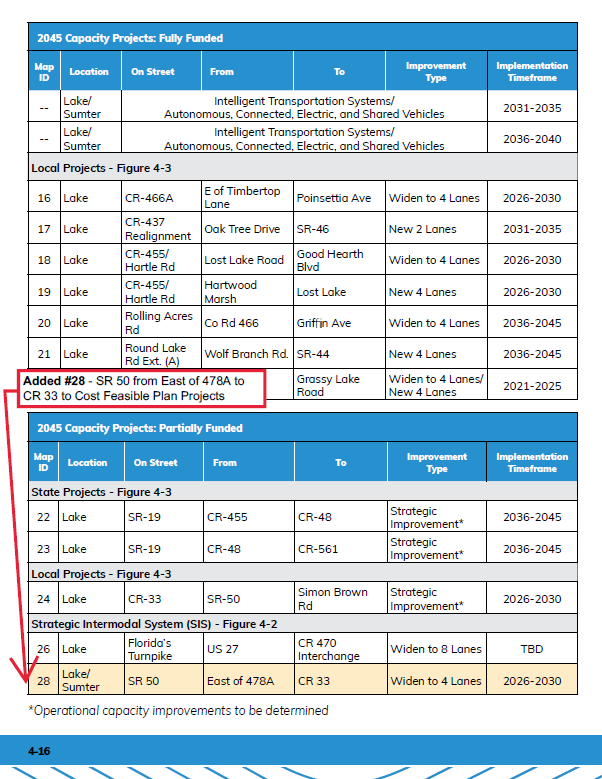 2045 Capacity Projects: Fully Funded
Map ID Location On Street From To Improvement Type Implementation Timeframe
-- Lake/ Sumter Intelligent Transportation Systems/ Autonomous, Connected, Electric, and Shared Vehicles 2031-2035
-- Lake/ Sumter Intelligent Transportation Systems/ Autonomous, Connected, Electric, and Shared Vehicles 2036-2040
Local Projects - Figure 4-3
16 Lake CR-466A E of Timbertop Lane Poinsettia Ave Widen to 4 Lanes 2026-2030
17 Lake CR-437 Realignment Oak Tree Drive SR-46 New 2 Lanes 2031-2035
18 Lake CR-455/ Hartle Rd Lost Lake Road Good Hearth Blvd Widen to 4 Lanes 2026-2030
19 Lake CR-455/ Hartle Rd Hartwood Marsh Lost Lake New 4 Lanes 2026-2030
20 Lake Rolling Acres Rd Co Rd 466 Griffin Ave Widen to 4 Lanes 2036-2045
21 Lake Round Lake Rd Ext. (A) Wolf Branch Rd. SR-44 New 4 Lanes 2036-2045
Added #28 - SR 50 from East of 478A to
CR 33 to Cost Feasible Plan Projects
Grassy Lake Road Widen to 4 Lanes/ New 4 Lanes 2021-2025
2045 Capacity Projects: Partially Funded
Map ID Location On Street From To Improvement Type Implementation Timeframe
State Projects - Figure 4-3
22 Lake SR-19 CR-455 CR-48 Strategic Improvement* 2036-2045
23 Lake SR-19 CR-48 CR-561 Strategic Improvement* 2036-2045
Local Projects - Figure 4-3
24 Lake CR-33 SR-50 Simon Brown Rd Strategic Improvement* 2026-2030
Strategic Intermodal System (SIS) - Figure 4-2
26 Lake Florida's Turnpike US 27 CR 470 Interchange Widen to 8 Lanes TBD
28 Lake/ Sumter SR 50 East of 478A CR 33 Widen to 4 Lanes 2026-2030
*Operational capacity improvements to be determined
4-16